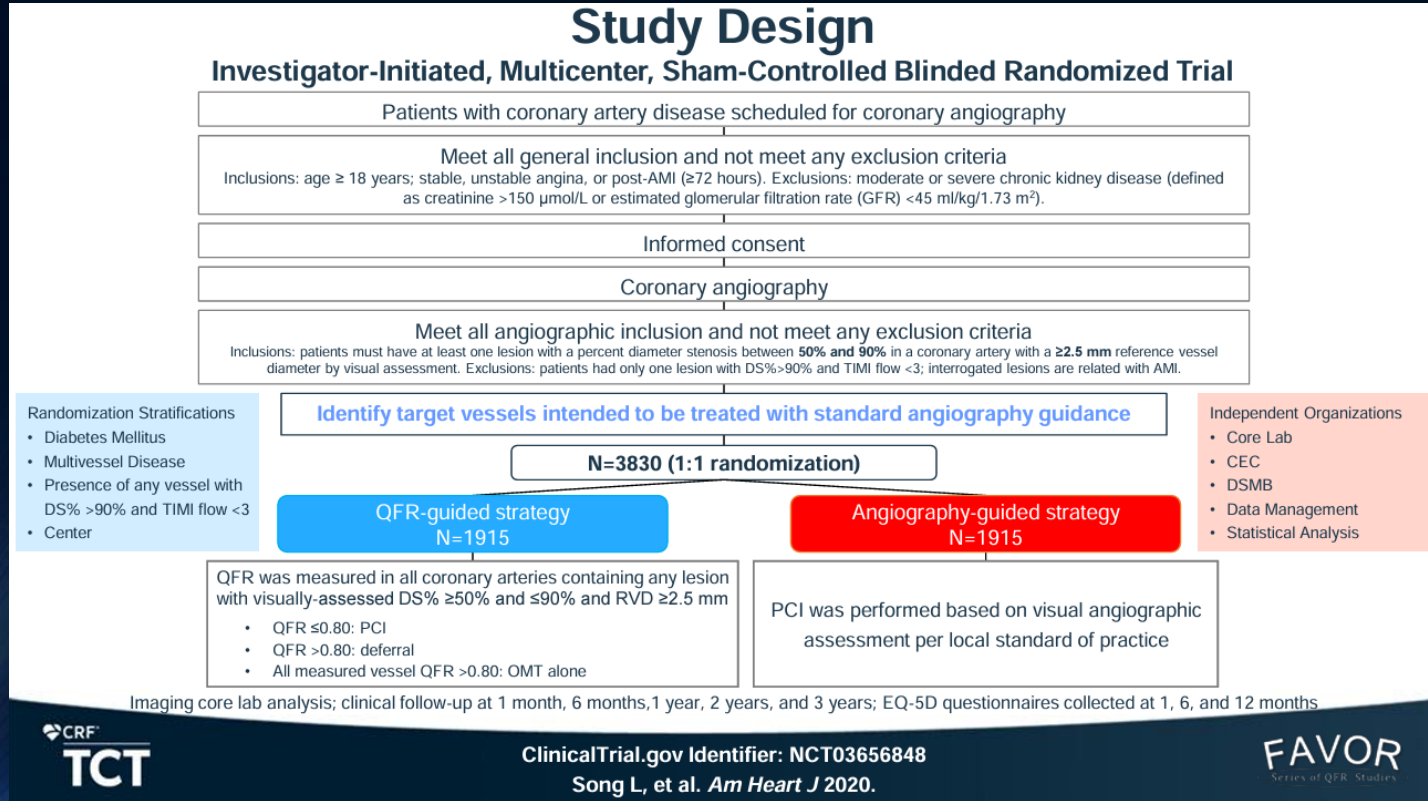 Study Design
Investigator-Initiated, Multicenter, Sham-Controlled Blinded Randomized Trial
Patients with coronary artery disease scheduled for coronary angiography
Meet all general inclusion and not meet any exclusion criteria
Inclusions: age ≥ 18 years; stable, unstable angina, or post-AMI (≥72 hours). Exclusions: moderate or severe chronic kidney disease (defined
as creatinine >150 µmol/L or estimated glomerular filtration rate (GFR) <45 ml/kg/1.73 m²).
Informed consent
Coronary angiography
Meet all angiographic inclusion and not meet any exclusion criteria
Inclusions: patients must have at least one lesion with a percent diameter stenosis between 50% and 90% in a coronary artery with a ≥2.5 mm reference vessel
diameter by visual assessment. Exclusions: patients had only one lesion with DS%>90% and TIMI flow <3; interrogated lesions are related with AMI.
Randomization Stratifications
• Diabetes Mellitus
• Multivessel Disease
• Presence of any vessel with
DS% >90% and TIMI flow <3
• Center
Identify target vessels intended to be treated with standard angiography guidance
N=3830 (1:1 randomization)
Independent Organizations
• Core Lab
• CEC
• DSMB
• Data Management
• Statistical Analysis
QFR-guided strategy
N=1915
Angiography-guided strategy
N=1915
QFR was measured in all coronary arteries containing any lesion
with visually-assessed DS% ≥50% and ≤90% and RVD ≥2.5 mm
• QFR ≤0.80: PCI
• QFR >0.80: deferral
• All measured vessel QFR >0.80: OMT alone
PCI was performed based on visual angiographic
assessment per local standard of practice
Imaging core lab analysis; clinical follow-up at 1 month, 6 months,1 year, 2 years, and 3 years; EQ-5D questionnaires collected at 1, 6, and 12 months
CRF™
TCT
ClinicalTrial.gov Identifier: NCT03656848
Song L, et al. Am Heart J 2020.
FAVOR
Series of QFR Studies